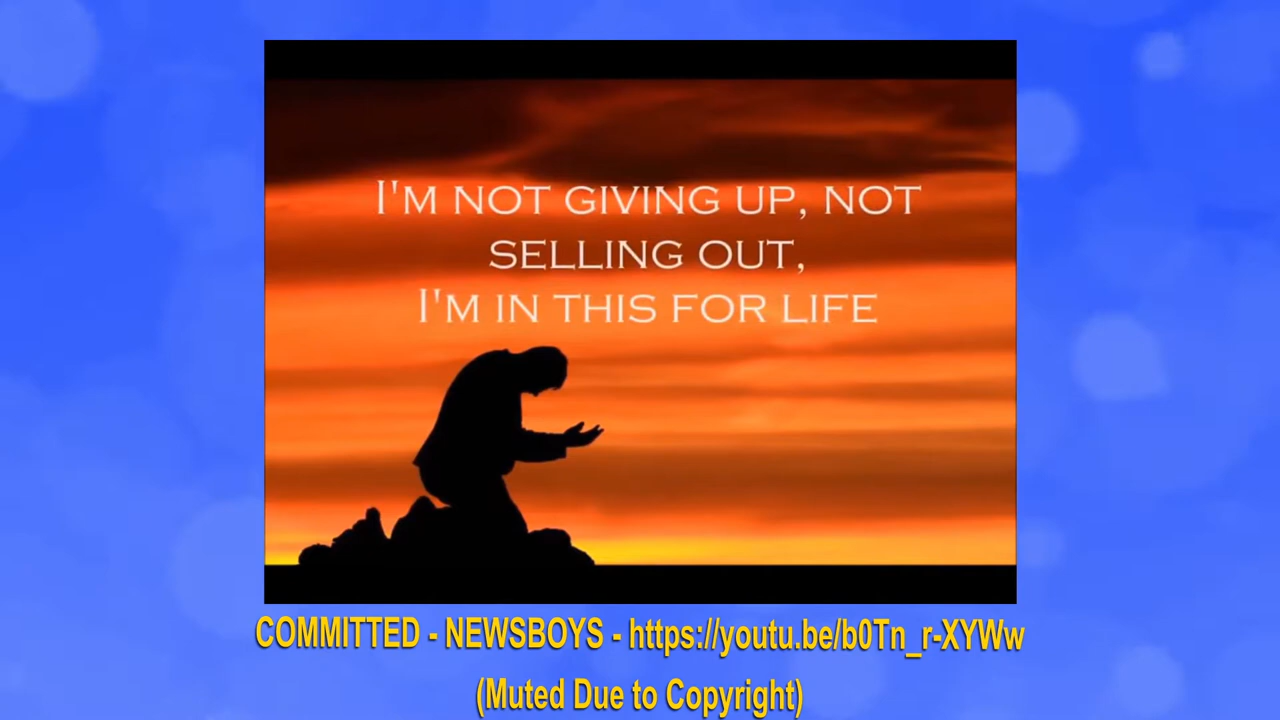 I'M NOT GIVING UP, NOT
SELLING OUT,
I'M IN THIS FOR LIFE
COMMITTED - NEWSBOYS - https://youtu.be/b0Tn_r-XYWw
(Muted Due to Copyright)